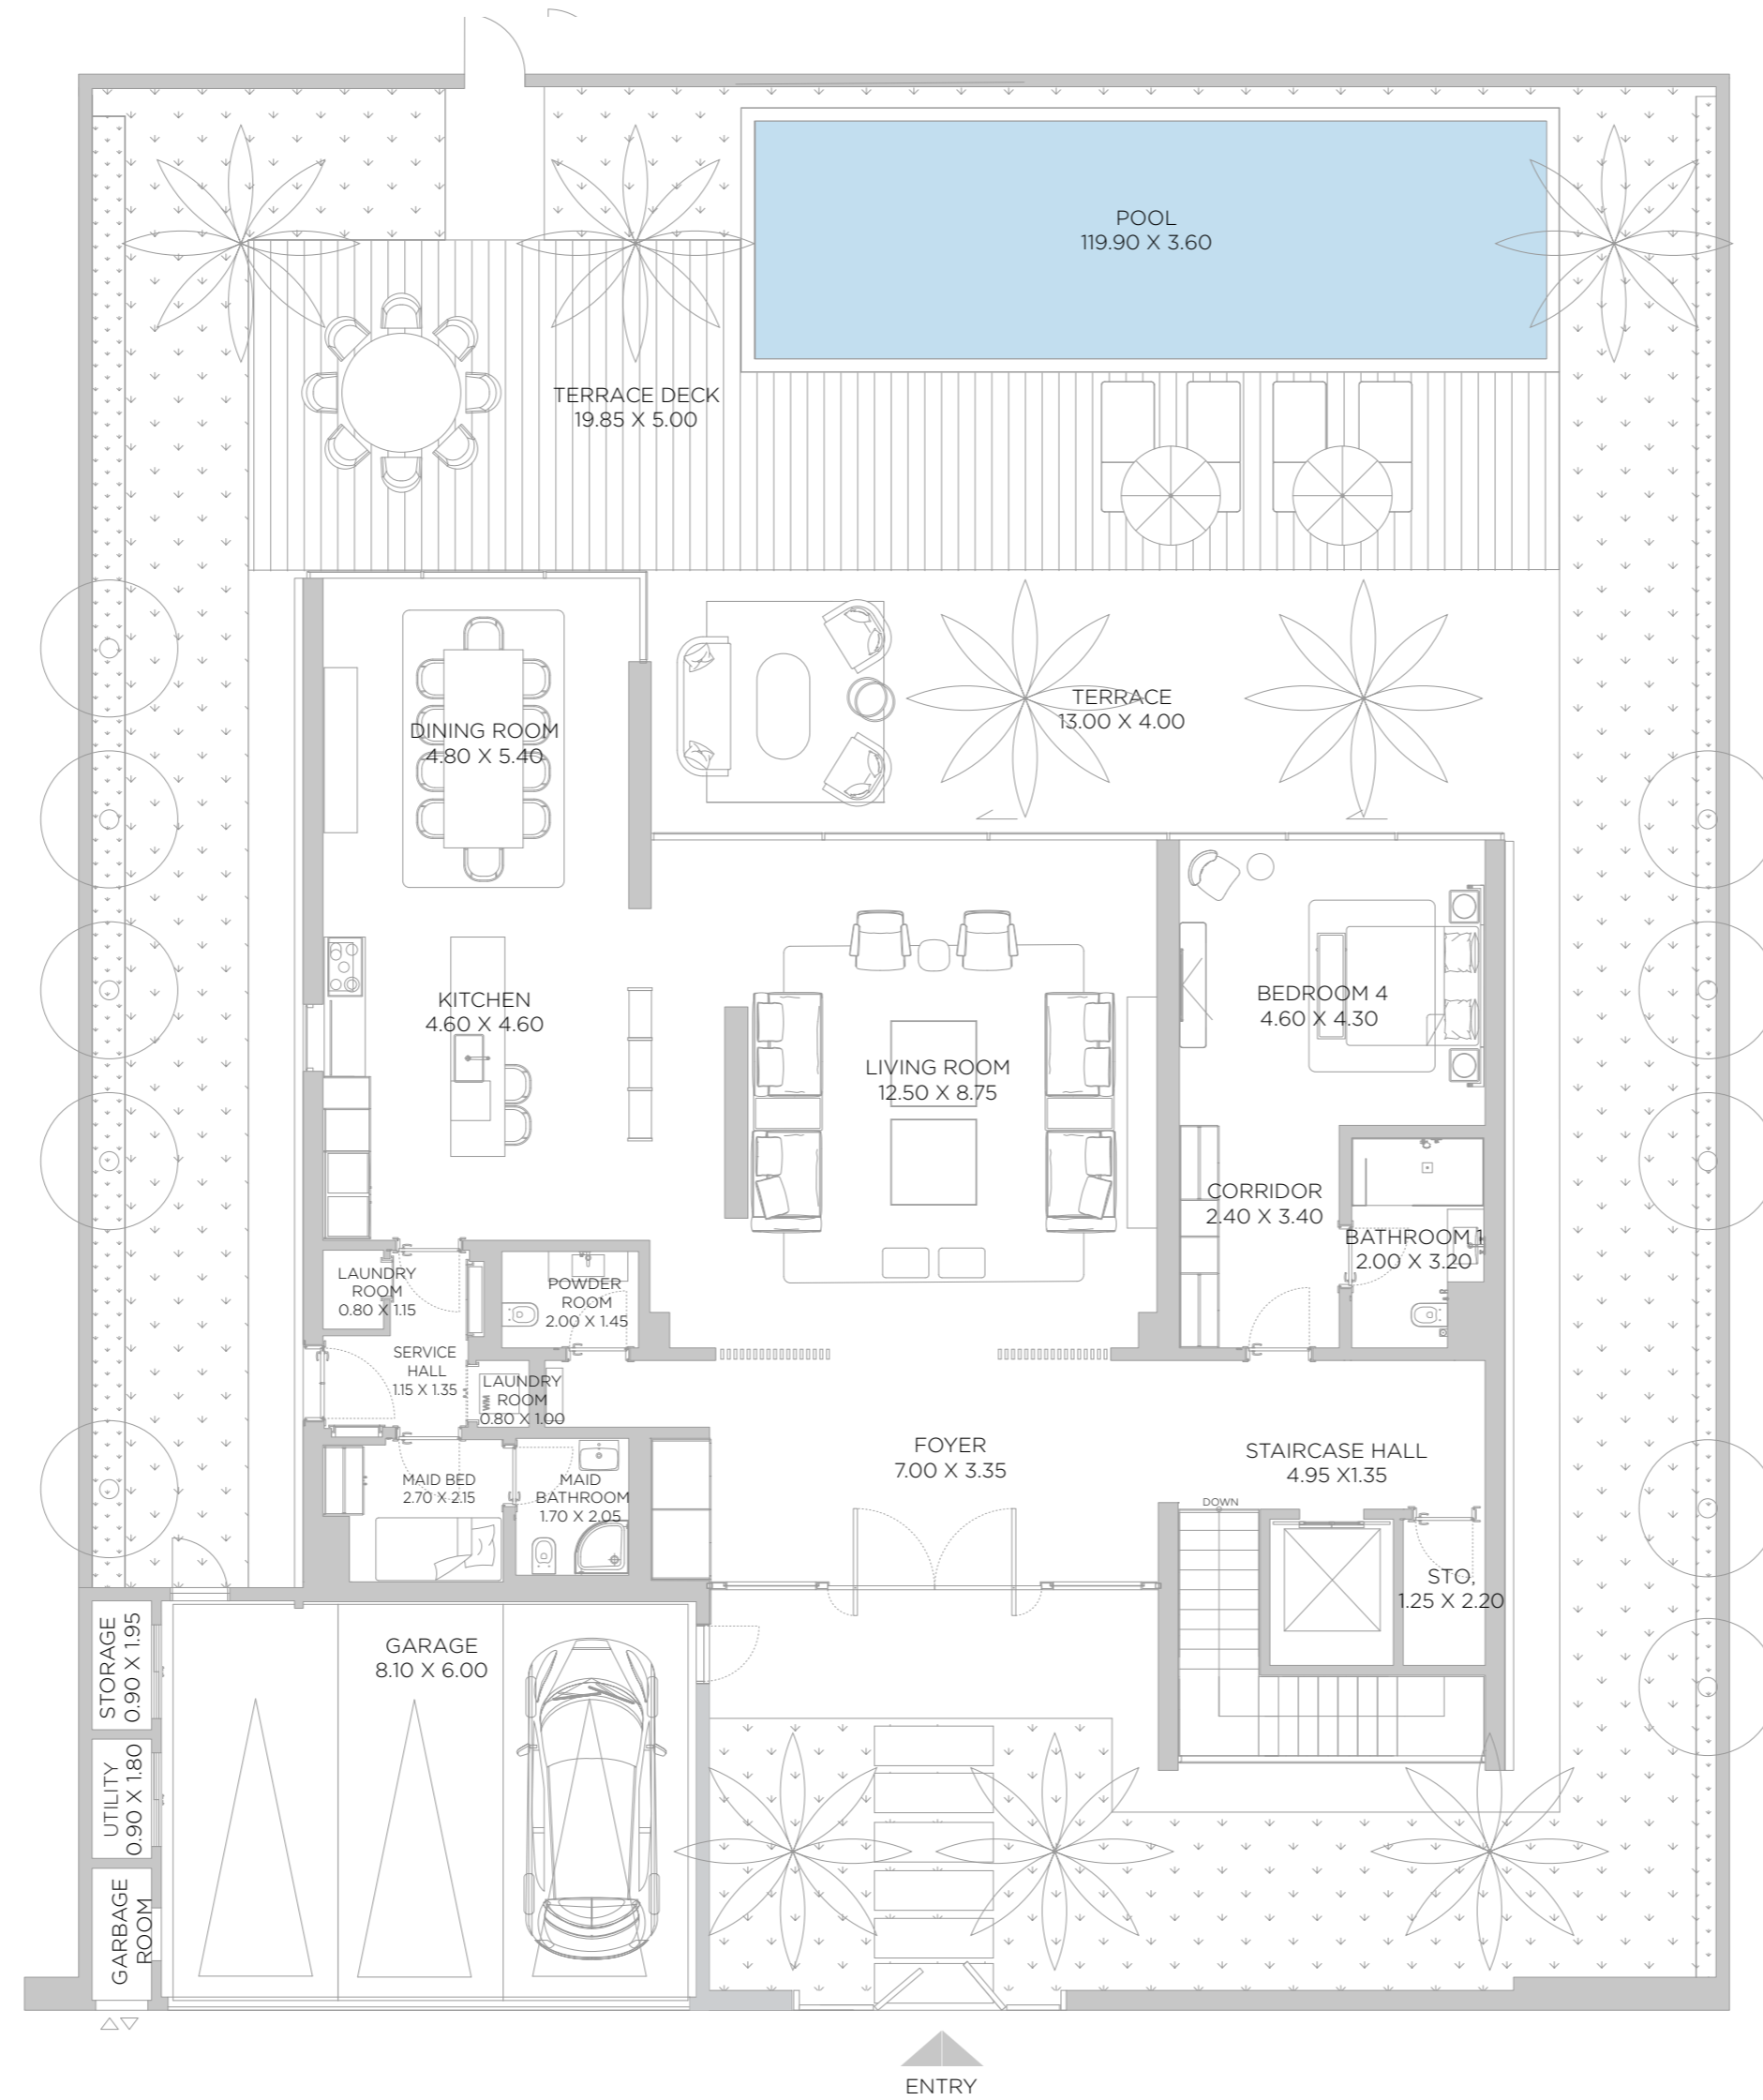 POOL
119.90 X 3.60
TERRACE DECK
19.85 X 5.00
TERRACE
13.00 X 4.00
DINING ROOM
4.80 X 5.40
KITCHEN
4.60 X 4.60
BEDROOM 4
4.60 X 4.30
LIVING ROOM
12.50 X 8.75
CORRIDOR
2.40 X 3.40
BATHROOM 1
2.00 X 3.20
LAUNDRY
ROOM
0.80 X 1.15
POWDER
ROOM
2.00 X 1.45
SERVICE
HALL
1.15 X 1.35
LAUNDRY
ROOM
0.80 X 1.00
WM
FOYER
7.00 X 3.35
STAIRCASE HALL
4.95 X1.35
MAID BED
2.70 X 2.15
MAID
BATHROOM
1.70 X 2.05
DOWN
STO,
1.25 X 2.20
GARAGE
8.10 X 6.00
STORAGE
0.90 X 1.95
UTILITY
0.90 X 1.80
GARBAGE
ROOM
ENTRY